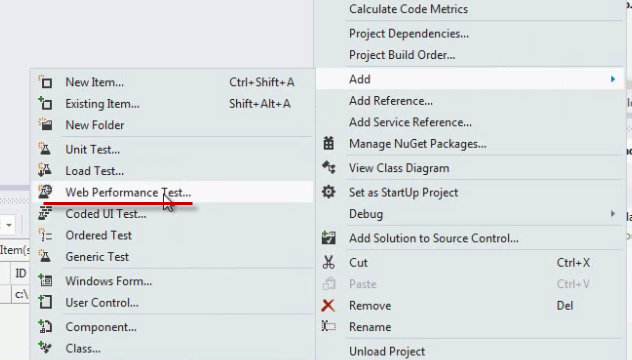 Calculate Code Metrics
Project Dependencies...
Project Build Order...
Add
Add Reference...
Add Service Reference...
Manage NuGet Packages...
View Class Diagram
Set as StartUp Project
Debug
Add Solution to Source Control...
Cut Ctrl+X
Paste Ctrl+V
Remove Del
Rename
Unload Project
New Item... Ctrl+Shift+A
Existing Item... Shift+Alt+A
New Folder
Unit Test...
Load Test...
Web Performance Test...
Coded UI Test...
Ordered Test
Generic Test
Windows Form...
User Control...
Component...
Class...
Item(s
ID
c:\